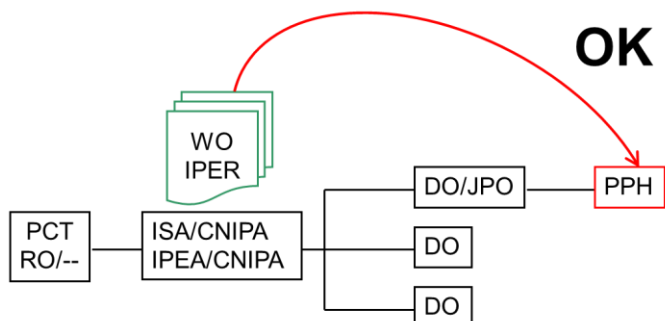 OK
WO
IPER
DO/JPO
PPH
PCT
RO/--
ISA/CNIPA
IPEA/CNIPA
DO
DO